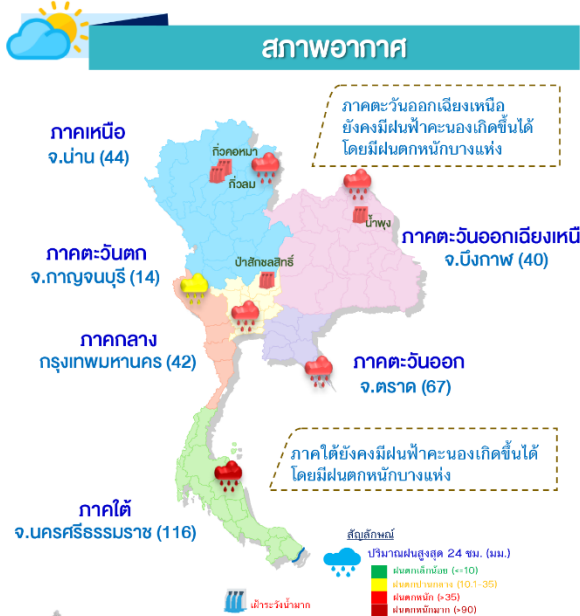 สภาพอากาศ
ภาคตะวันออกเฉียงเหนือ
ยังคงมีฝนฟ้าคะนองเกิดขึ้นได้
โดยมีฝนตกหนักบางแห่ง
ภาคเหนือ
จ.น่าน (44)
กิ่วคอหมา
กิ่วลม
น้ำพุง
ภาคตะวันออกเฉียงเหนื
จ.บึงกาฬ (40)
ภาคตะวันตก
จ.กาญจนบุรี (14)
ป่าสักชลสิทธิ์
ภาคกลาง
กรุงเทพมหานคร (42)
ภาคตะวันออก
จ.ตราด (67)
ภาคใต้ยังคงมีฝนฟ้าคะนองเกิดขึ้นได้
โดยมีฝนตกหนักบางแห่ง
ภาคใต้
จ.นครศรีธรรมราช (116)
สัญลักษณ์
ปริมาณฝนสูงสุด 24 ชม. (มม.)
ฝนตกเล็กน้อย (<=10)
ฝนตกปานกลาง (10.1-35)
ฝนตกหนัก (>35)
ฝนตกหนักมาก (>90)
เฝ้าระวังน้ำมาก